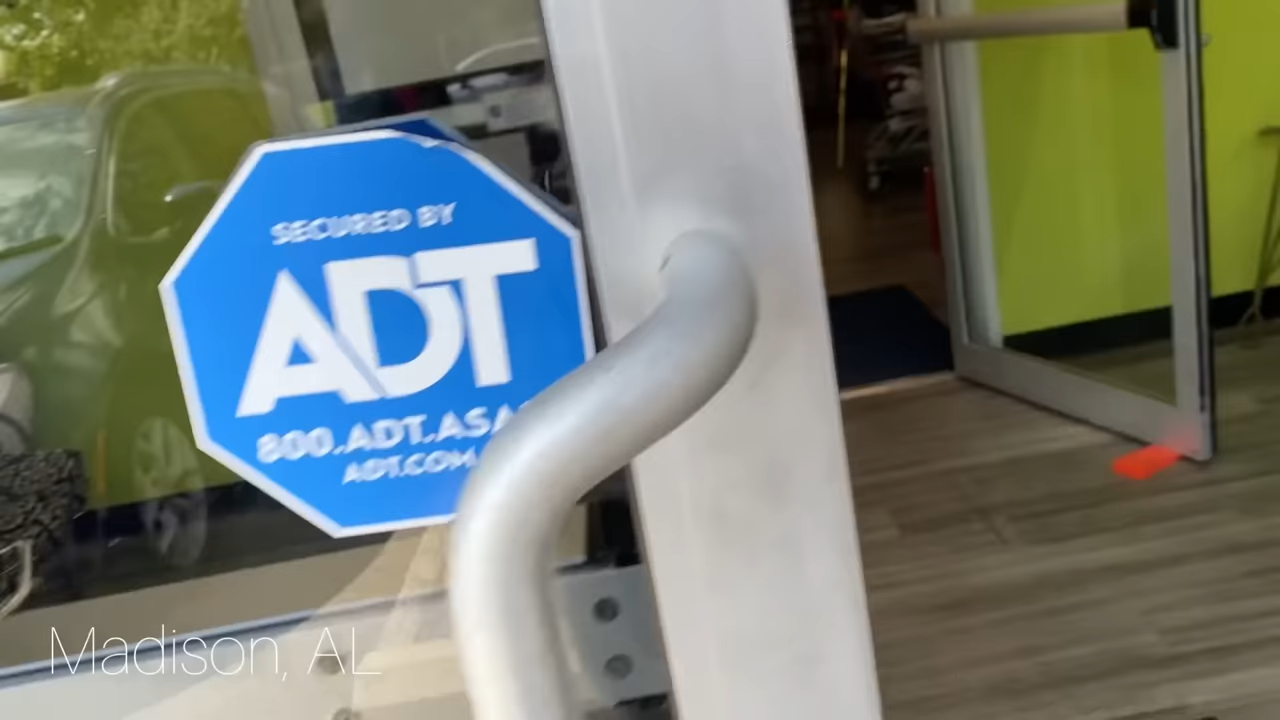 SECURED BY
ADT
800.ADT.ASA
ADT.COM
Madison, AL